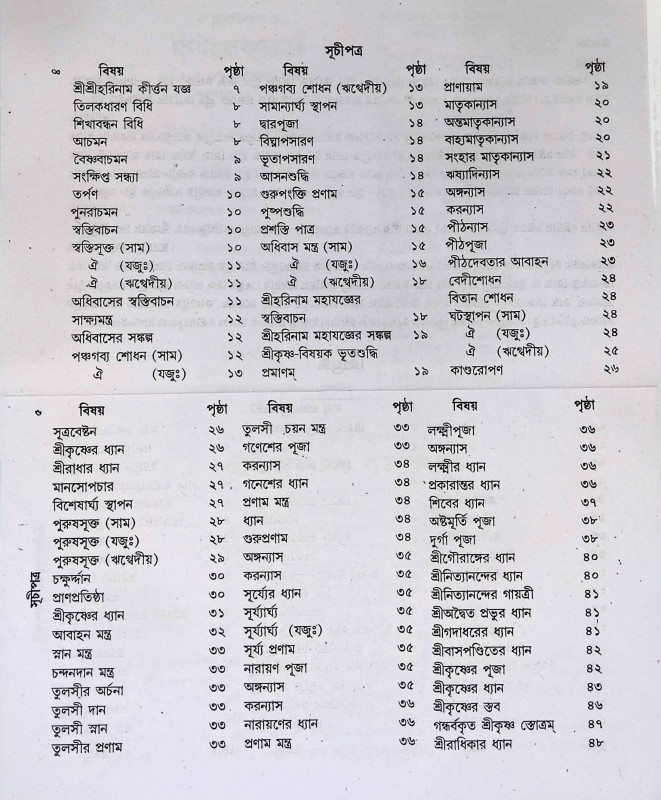 সূচীপত্র
৪ বিষয় পৃষ্ঠা বিষয় পৃষ্ঠা বিষয় পৃষ্ঠা
শ্রীশ্রীহরিনাম কীর্ত্তন যজ্ঞ ৭ পঞ্চগব্য শোধন (ঋগ্বেদীয়) ১৩ প্রাণায়াম ১৯
তিলকধারণ বিধি ৭ সামান্যার্ঘ্য স্থাপন ১৩ মাতৃকান্যাস ২০
শিখাবন্ধন বিধি ৮ দ্বারপূজা ১৪ অন্তমাতৃকান্যাস ২০
আচমন ৮ বিঘ্নাপসারণ ১৪ বাহ্যমাতৃকান্যাস ২০
বৈষ্ণবাচমন ৯ ভূতাপসারণ ১৪ সংহার মাতৃকান্যাস ২১
সংক্ষিপ্ত সন্ধ্যা ৯ আসনশুদ্ধি ১৪ ঋষ্যাদিন্যাস ২২
তর্পণ ১০ গুরুপংক্তি প্রণাম ১৫ অঙ্গন্যাস ২২
পুনরাচমন ১০ পুষ্পশুদ্ধি ১৫ করন্যাস ২২
স্বস্তিবাচন ১০ প্রশস্তি পাত্র ১৫ পীঠন্যাস ২৩
স্বস্তিসূক্ত (সাম) ১০ অধিবাস মন্ত্র (সাম) ১৫ পীঠপূজা ২৩
ঐ (যজুঃ) ১১ ঐ (যজুঃ) ১৬ পীঠদেবতার আবাহন ২৩
ঐ (ঋগ্বেদীয়) ১১ ঐ (ঋগ্বেদীয়) ১৮ বেদীশোধন ২৪
অধিবাসের স্বস্তিবাচন ১১ শ্রীহরিনাম মহাযজ্ঞের বিতান শোধন ২৪
সাক্ষ্যমন্ত্র ১২ স্বস্তিবাচন ১৮ ঘটস্থাপন (সাম) ২৪
অধিবাসের সঙ্কল্প ১২ শ্রীহরিনাম মহাযজ্ঞের সঙ্কল্প ১৯ ঐ (যজুঃ) ২৪
পঞ্চগব্য শোধন (সাম) ১২ শ্রীকৃষ্ণ-বিষয়ক ভূতশুদ্ধি ঐ (ঋগ্বেদীয়) ২৫
ঐ (যজুঃ) ১৩ প্রমাণম্ ১৯ কাণ্ডরোপণ ২৬
বিষয় পৃষ্ঠা বিষয় পৃষ্ঠা বিষয় পৃষ্ঠা
সূত্রবেষ্টন ২৬ তুলসী চয়ন মন্ত্র ৩৩ লক্ষ্মীপূজা ৩৬
শ্রীকৃষ্ণের ধ্যান ২৬ গণেশের পূজা ৩৩ অঙ্গন্যাস ৩৬
শ্রীরাধার ধ্যান ২৭ করন্যাস ৩৪ লক্ষ্মীর ধ্যান ৩৬
মানসোপচার ২৭ গনেশের ধ্যান ৩৪ প্রকারান্তর ধ্যান ৩৬
বিশেষার্ঘ্য স্থাপন ২৭ প্রণাম মন্ত্র ৩৪ শিবের ধ্যান ৩৭
পুরুষসূক্ত (সাম) ২৮ ধ্যান ৩৪ অষ্টমূর্তি পূজা ৩৮
পুরুষসূক্ত (যজুঃ) ২৮ গুরুপ্রণাম ৩৪ দুর্গা পূজা ৩৮
পুরুষসূক্ত (ঋগ্বেদীয়) ২৯ অঙ্গন্যাস ৩৫ শ্রীগৌরাঙ্গের ধ্যান ৪০
চক্ষুর্দ্দান ৩০ করন্যাস ৩৫ শ্রীনিত্যানন্দের ধ্যান ৪০
প্রাণপ্রতিষ্ঠা ৩০ সূর্য্যের ধ্যান ৩৫ শ্রীনিত্যানন্দের গায়ত্রী ৪১
শ্রীকৃষ্ণের ধ্যান ৩১ সূর্য্যার্ঘ্য ৩৫ শ্রীঅদ্বৈত প্রভুর ধ্যান ৪১
আবাহন মন্ত্র ৩২ সূর্য্যার্ঘ্য (যজুঃ) ৩৫ শ্রীগদাধরের ধ্যান ৪১
স্নান মন্ত্র ৩৩ সূর্য্য প্রণাম ৩৫ শ্রীবাসপণ্ডিতের ধ্যান ৪২
চন্দনদান মন্ত্র ৩৩ নারায়ণ পূজা ৩৫ শ্রীকৃষ্ণের পূজা ৪২
তুলসীর অর্চনা ৩৩ অঙ্গন্যাস ৩৫ শ্রীকৃষ্ণের ধ্যান ৪৩
তুলসী দান ৩৩ করন্যাস ৩৫ শ্রীকৃষ্ণের স্তব ৪৬
তুলসী স্নান ৩৩ নারায়ণের ধ্যান ৩৬ গন্ধর্বকৃত শ্রীকৃষ্ণ স্তোত্রম্ ৪৭
তুলসীর প্রণাম ৩৩ প্রণাম মন্ত্র ৩৬ শ্রীরাধিকার ধ্যান ৪৮
সূচীপত্র